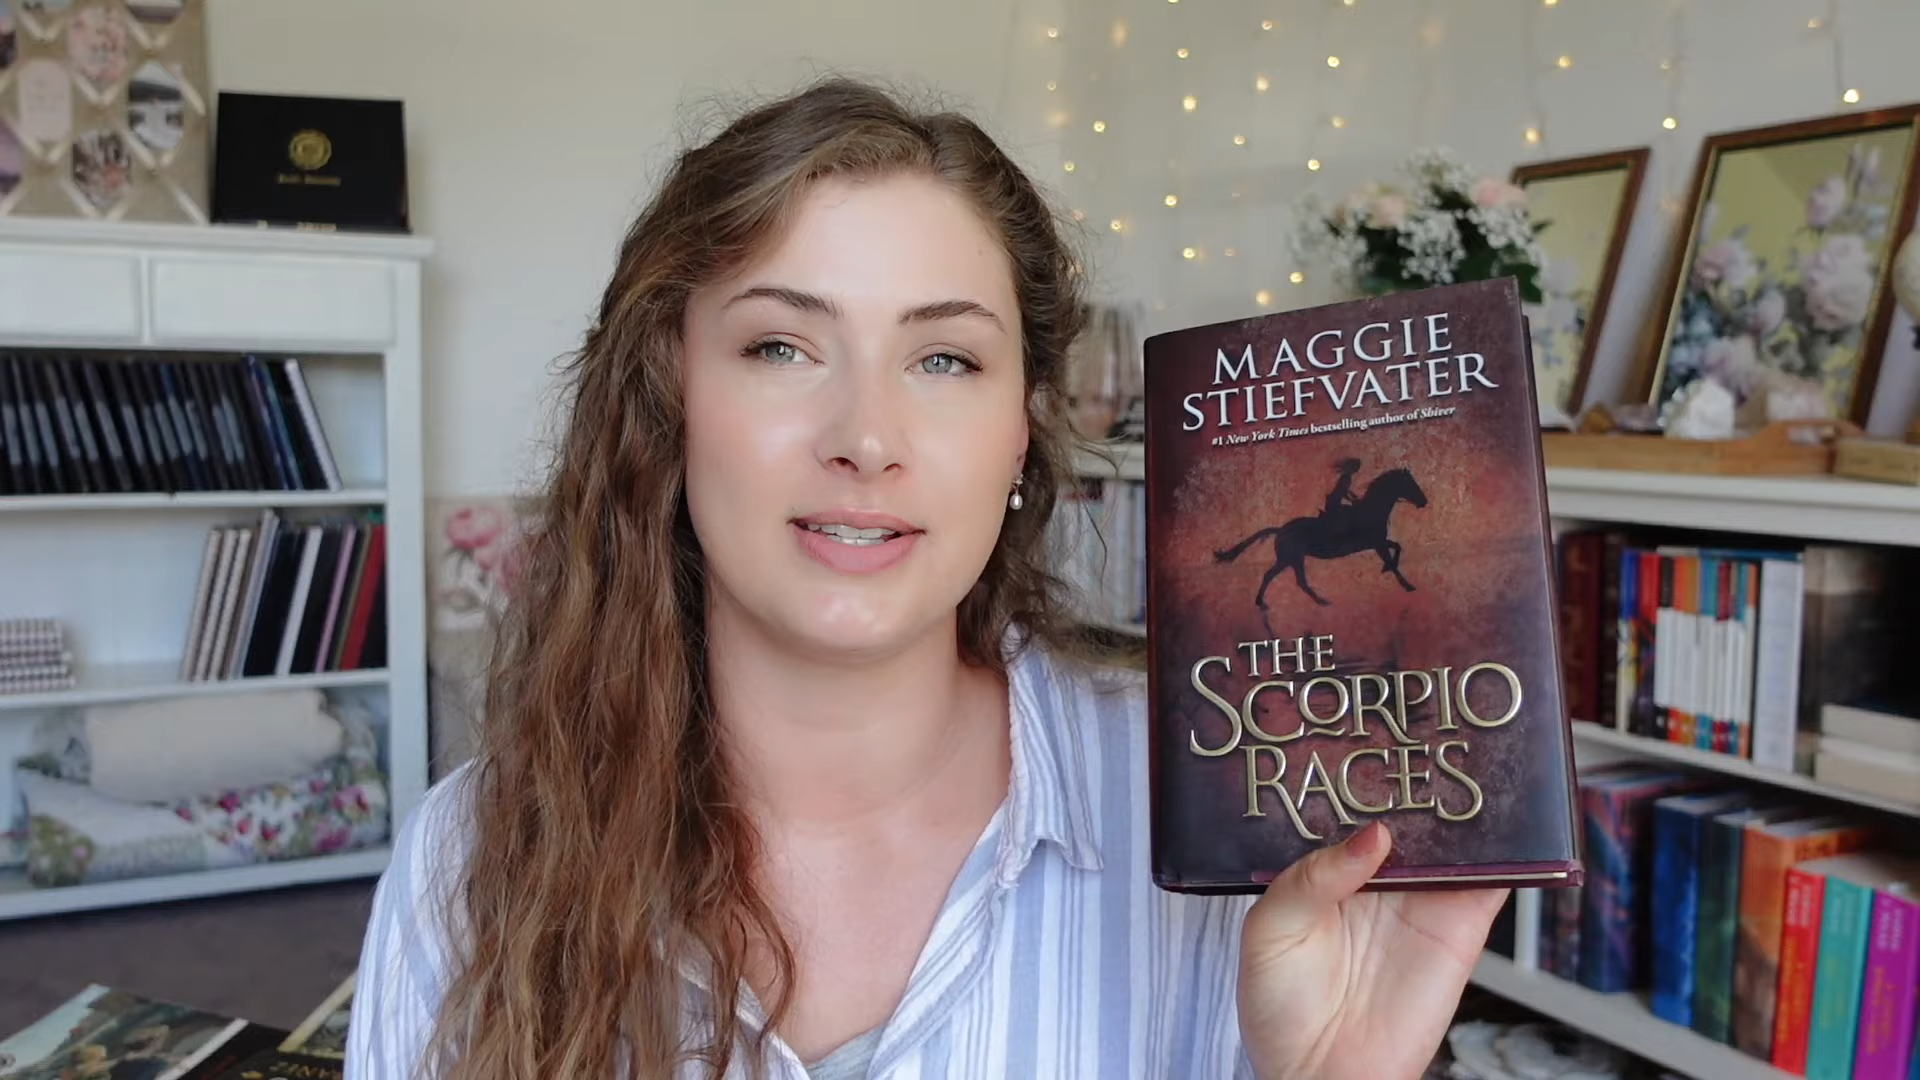 MAGGIE
STIEFVATER
#1 New York Times bestselling author of Shiver
THE
SCORPIO
RACES